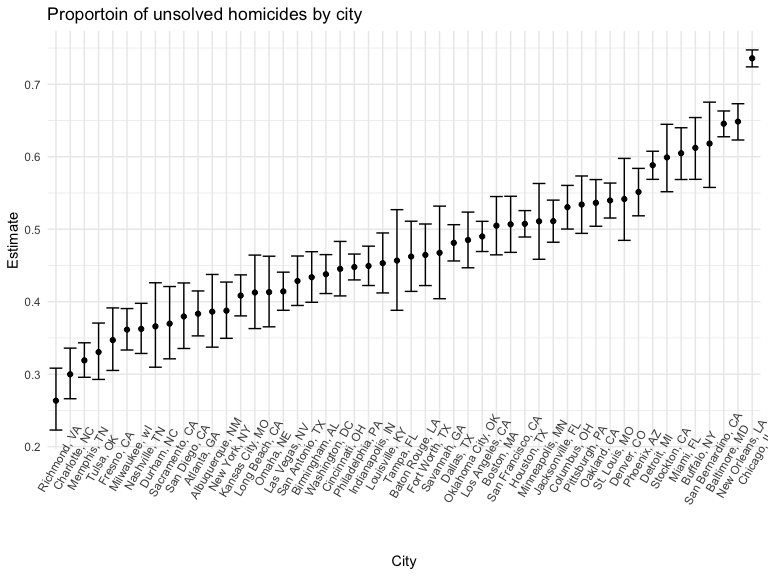 Proportoin of unsolved homicides by city
Estimate
0.7
0.6
0.5
0.4
0.3
0.2
Richmond, VA
Charlotte, NC
Memphis, TN
Tulsa, OK
Fresno, CA
Milwaukee, wI
Nashville, TN
Durham, NC
Sacramento, CA
San Diego, CA
Atlanta, GA
Albuquerque, NM
New York, NY
Kansas City, MO
Long Beach, CA
Omaha, NE
Las Vegas, NV
San Antonio, TX
Birmingham, AL
Washington, DC
Cincinnati, OH
Philadelphia, PA
Indianapolis, IN
Louisville, KY
Tampa, FL
Baton Rouge, LA
Fort Worth, TX
Savannah, GA
Dallas, TX
Oklahoma City, OK
Los Angeles, CA
Boston, MA
San Francisco, CA
Houston, TX
Minneapolis, MN
Jacksonville, FL
Columbus, OH
Pittsburgh, PA
Oakland, CA
St. Louis, MO
Denver, CO
Phoenix, AZ
Detroit, MI
Stockton, CA
Miami, FL
Buffalo, NY
San Bernardino, CA
Baltimore, MD
New Orleans, LA
Chicago,
City